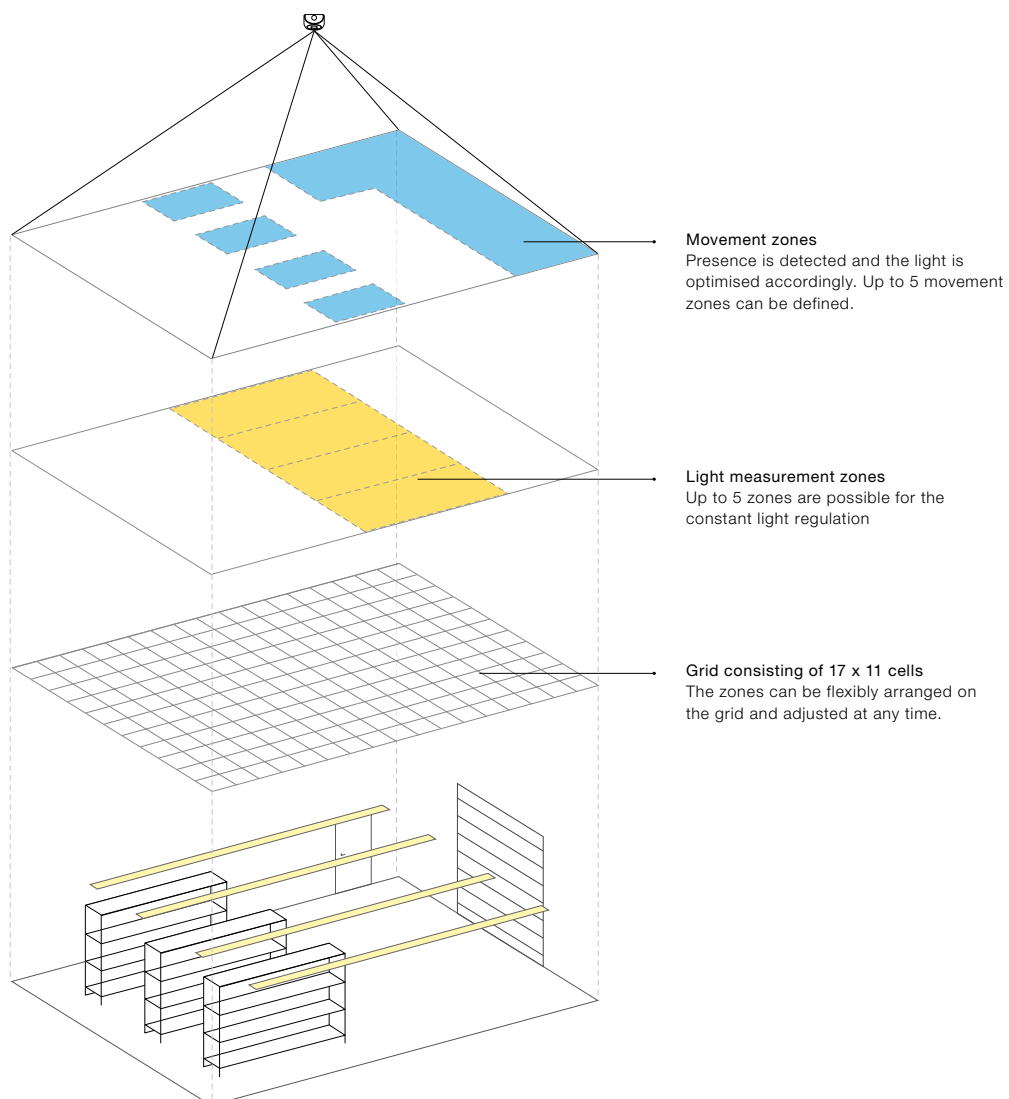 Movement zones
Presence is detected and the light is
optimised accordingly. Up to 5 movement
zones can be defined.
Light measurement zones
Up to 5 zones are possible for the
constant light regulation
Grid consisting of 17 x 11 cells
The zones can be flexibly arranged on
the grid and adjusted at any time.